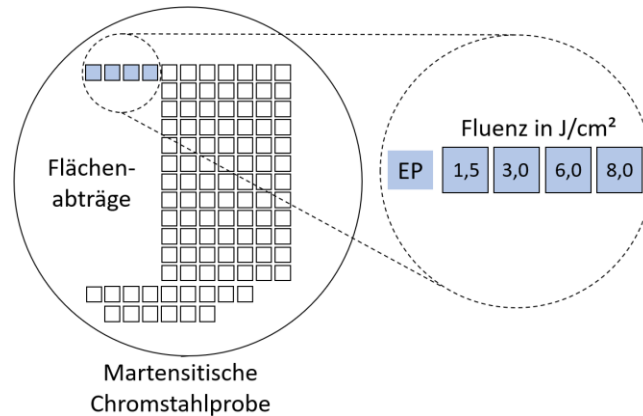 Flächen-
abträge
Martensitische
Chromstahlprobe
Fluenz in J/cm²
EP 1,5 3,0 6,0 8,0